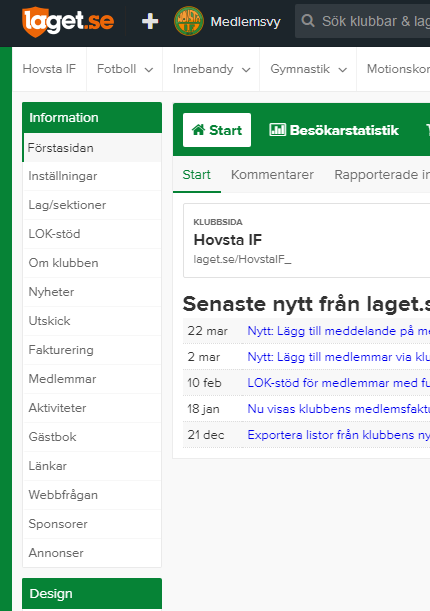 laget.se
Medlemsvy
Sök klubbar & lag
Hovsta IF
Fotboll
Innebandy
Gymnastik
Motionskor
Information
Förstasidan
Inställningar
Lag/sektioner
LOK-stöd
Om klubben
Nyheter
Utskick
Fakturering
Medlemmar
Aktiviteter
Gästbok
Länkar
Webbfrågan
Sponsorer
Annonser
Design
Start
Besökarstatistik
Start
Kommentarer
Rapporterade in
KLUBBSIDA
Hovsta IF
laget.se/HovstaIF_
Senaste nytt från laget.s
22 mar Nytt: Lägg till meddelande på me
2 mar Nytt: Lägg till medlemmar via klu
10 feb LOK-stöd för medlemmar med fu
18 jan Nu visas klubbens medlemsfaktu
21 dec Exportera listor från klubbens ny